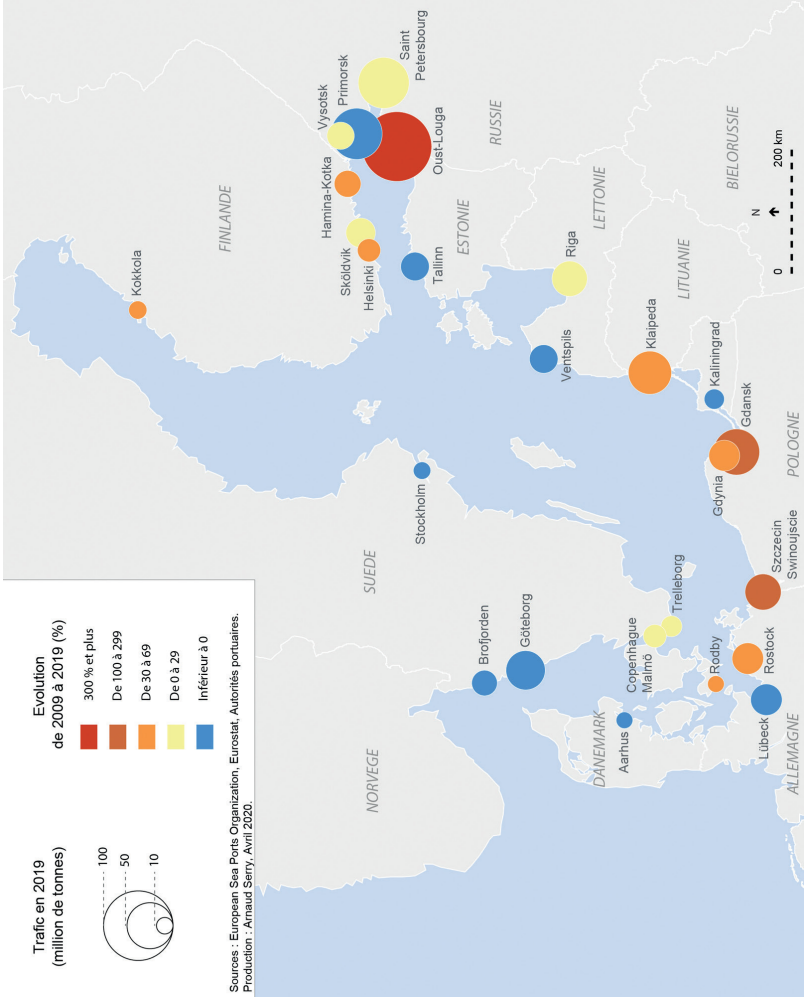 Trafic en 2019
(million de tonnes)
100
50
10
Evolution
de 2009 à 2019 (%)
300 % et plus
De 100 à 299
De 30 à 69
De 0 à 29
Inférieur à 0
Sources : European Sea Ports Organization, Eurostat, Autorités portuaires.
Production : Arnaud Serry, Avril 2020.
NORVEGE
SUEDE
FINLANDE
RUSSIE
ESTONIE
LETTONIE
LITUANIE
BIELORUSSIE
POLOGNE
ALLEMAGNE
DANEMARK
Kokkola
Vysotsk
Primorsk
Saint
Petersbourg
Oust-Louga
Hamina-Kotka
Sköldvik
Helsinki
Tallinn
Riga
Ventspils
Klaipeda
Kaliningrad
Gdansk
Gdynia
Szczecin
Swinoujscie
Stockholm
Brofjorden
Göteborg
Copenhague
Malmö
Trelleborg
Rodby
Rostock
Lübeck
Aarhus
N
0
200 km